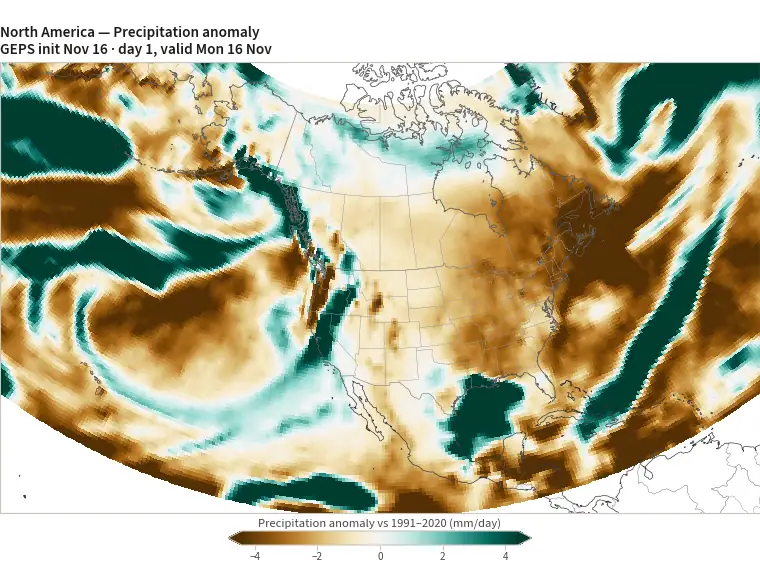 North America — Precipitation anomaly
GEPS init Nov 16 · day 1, valid Mon 16 Nov
Precipitation anomaly vs 1991–2020 (mm/day)
−4 −2 0 2 4